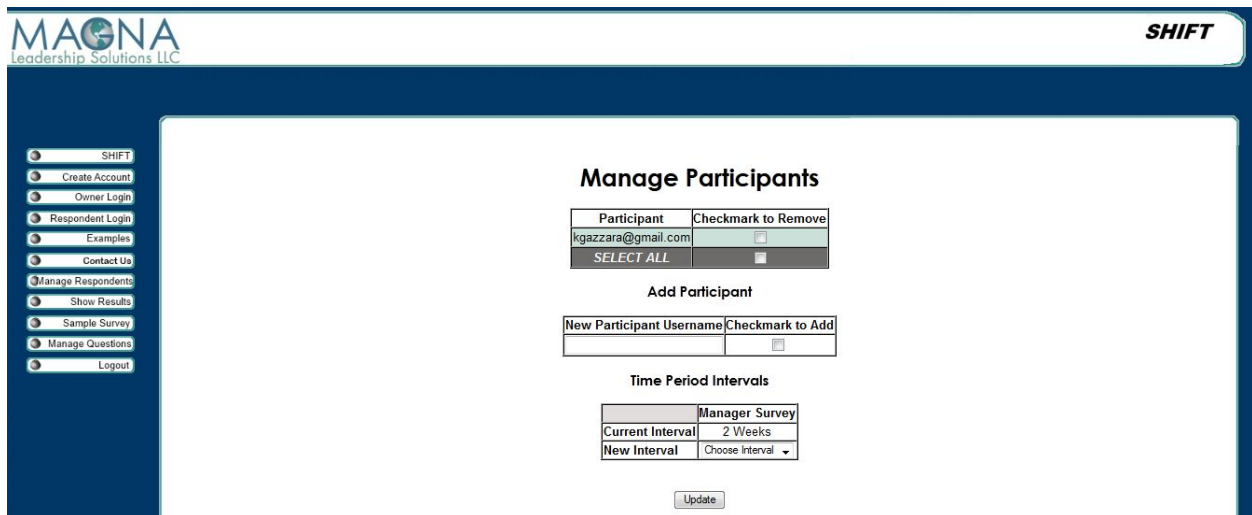 MAGNA
Leadership Solutions LLC
SHIFT
SHIFT
Create Account
Owner Login
Respondent Login
Examples
Contact Us
Manage Respondents
Show Results
Sample Survey
Manage Questions
Logout
Manage Participants
Participant Checkmark to Remove
kgazzara@gmail.com
SELECT ALL
Add Participant
New Participant Username Checkmark to Add
Time Period Intervals
Manager Survey
Current Interval 2 Weeks
New Interval Choose Interval
Update